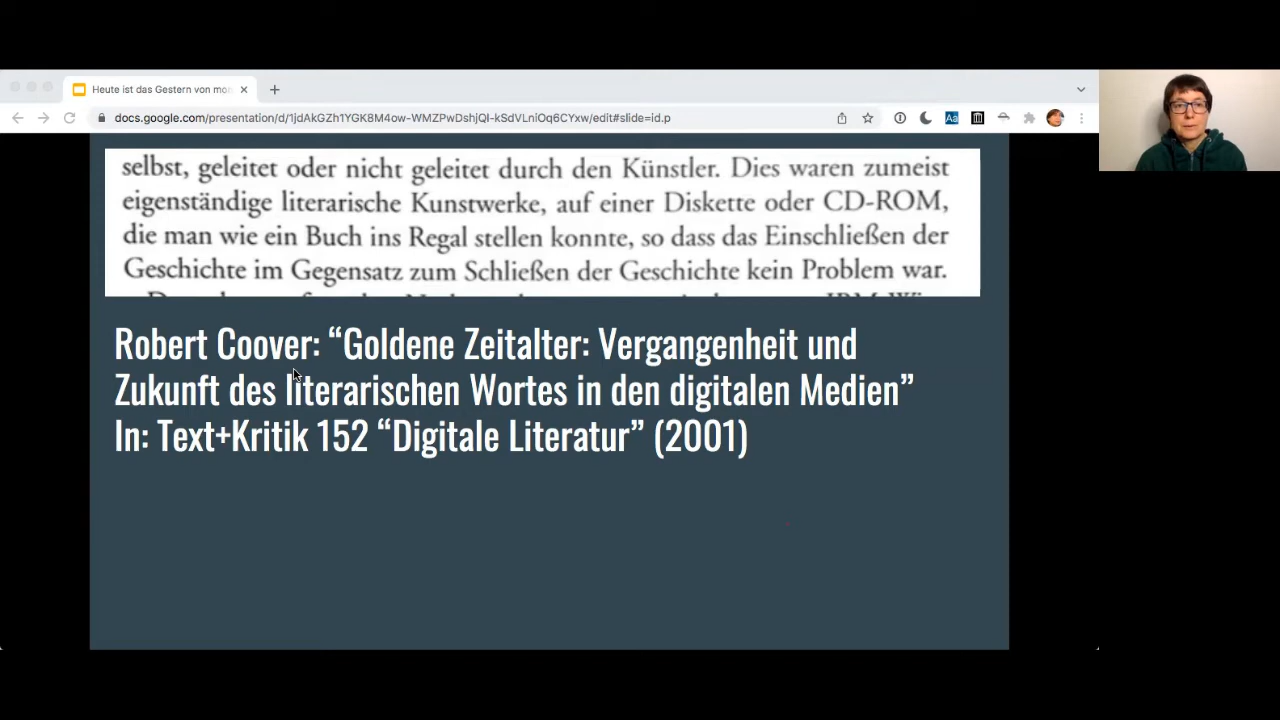 Heute ist das Gestern von mor
docs.google.com/presentation/d/1jdAkGZh1YGK8M4ow-WMZPwDshjJd-kSdVLniOq6CYxw/edit#slide=id.p
Aa
selbst, geleitet oder nicht geleitet durch den Künstler. Dies waren zumeist
eigenständige literarische Kunstwerke, auf einer Diskette oder CD-ROM,
die man wie ein Buch ins Regal stellen konnte, so dass das Einschließen der
Geschichte im Gegensatz zum Schließen der Geschichte kein Problem war.
Robert Coover: “Goldene Zeitalter: Vergangenheit und
Zukunft des literarischen Wortes in den digitalen Medien”
In: Text+Kritik 152 “Digitale Literatur” (2001)